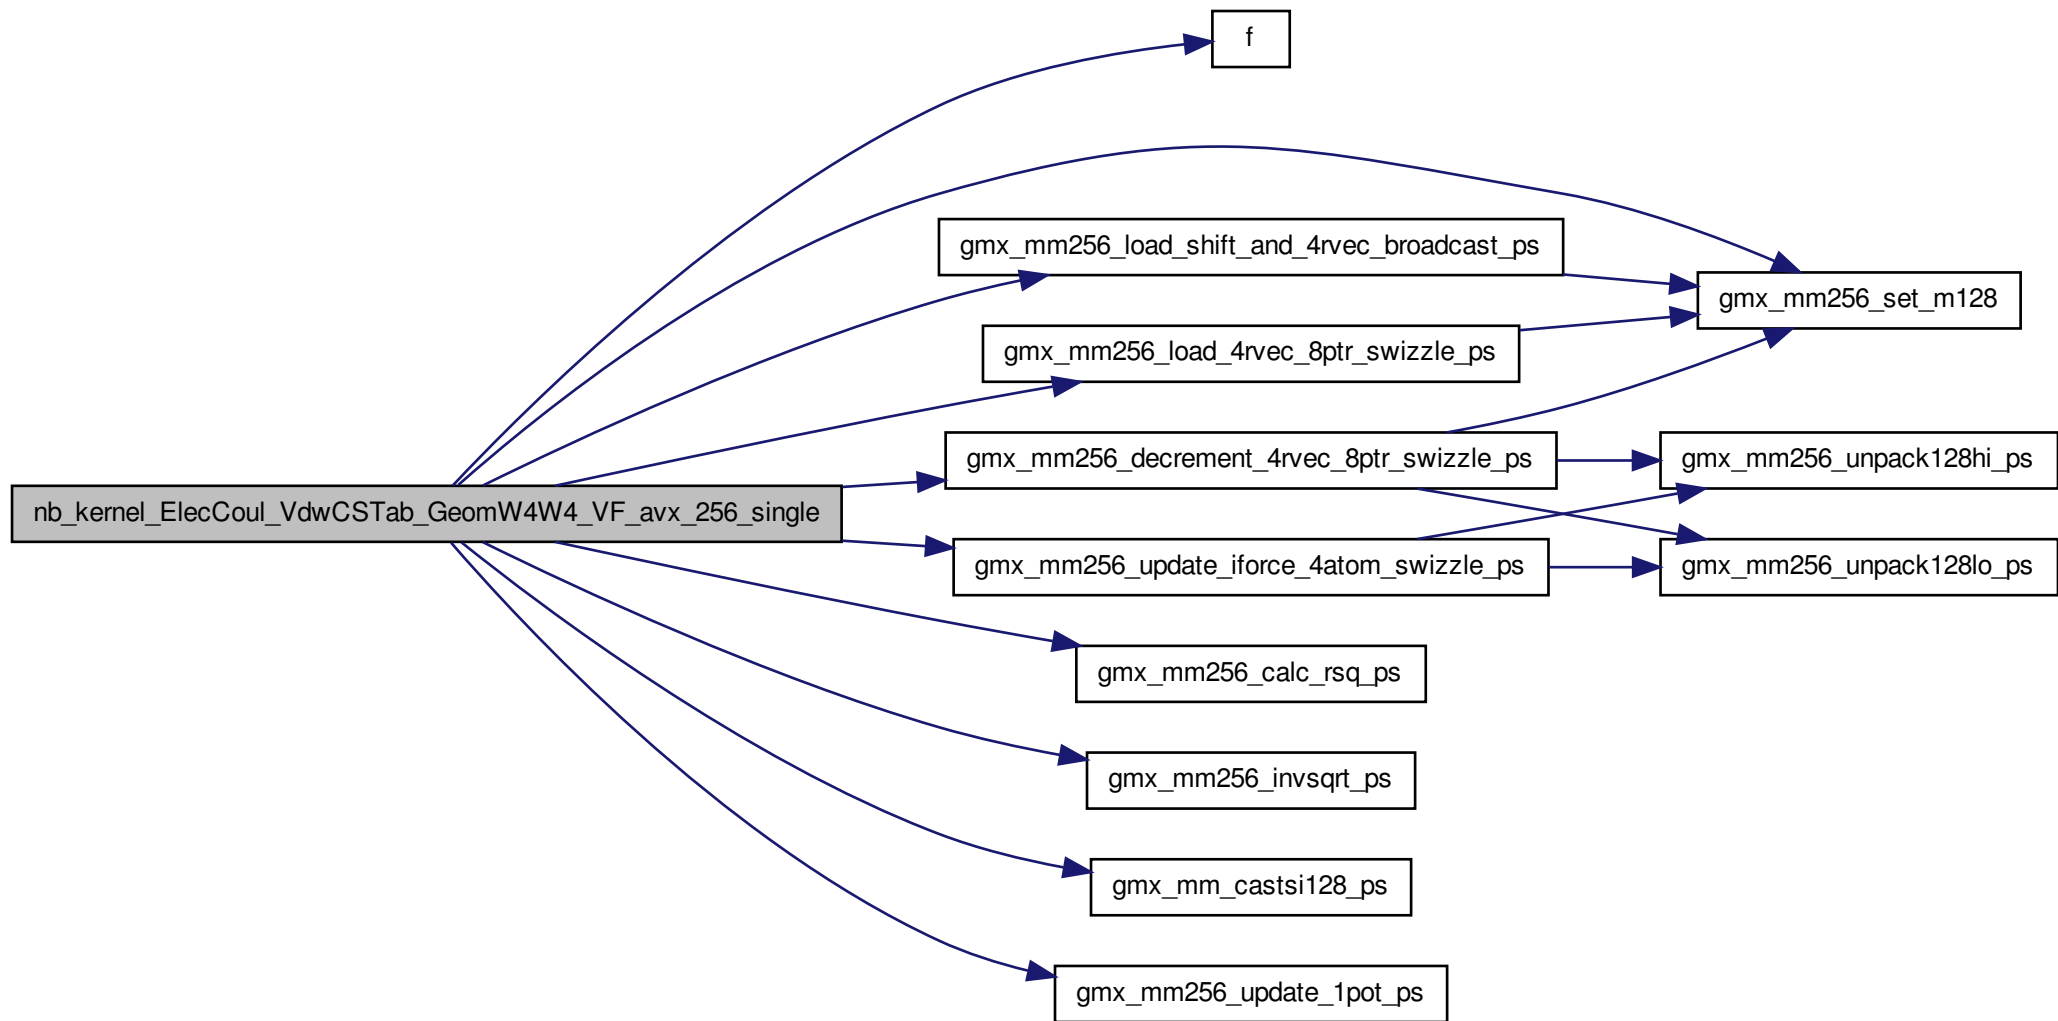 f
gmx_mm256_load_shift_and_4rvec_broadcast_ps
gmx_mm256_set_m128
gmx_mm256_load_4rvec_8ptr_swizzle_ps
gmx_mm256_decrement_4rvec_8ptr_swizzle_ps
gmx_mm256_unpack128hi_ps
nb_kernel_ElecCoul_VdwCSTab_GeomW4W4_VF_avx_256_single
gmx_mm256_update_iforce_4atom_swizzle_ps
gmx_mm256_unpack128lo_ps
gmx_mm256_calc_rsq_ps
gmx_mm256_invsqrt_ps
gmx_mm_castsi128_ps
gmx_mm256_update_1pot_ps